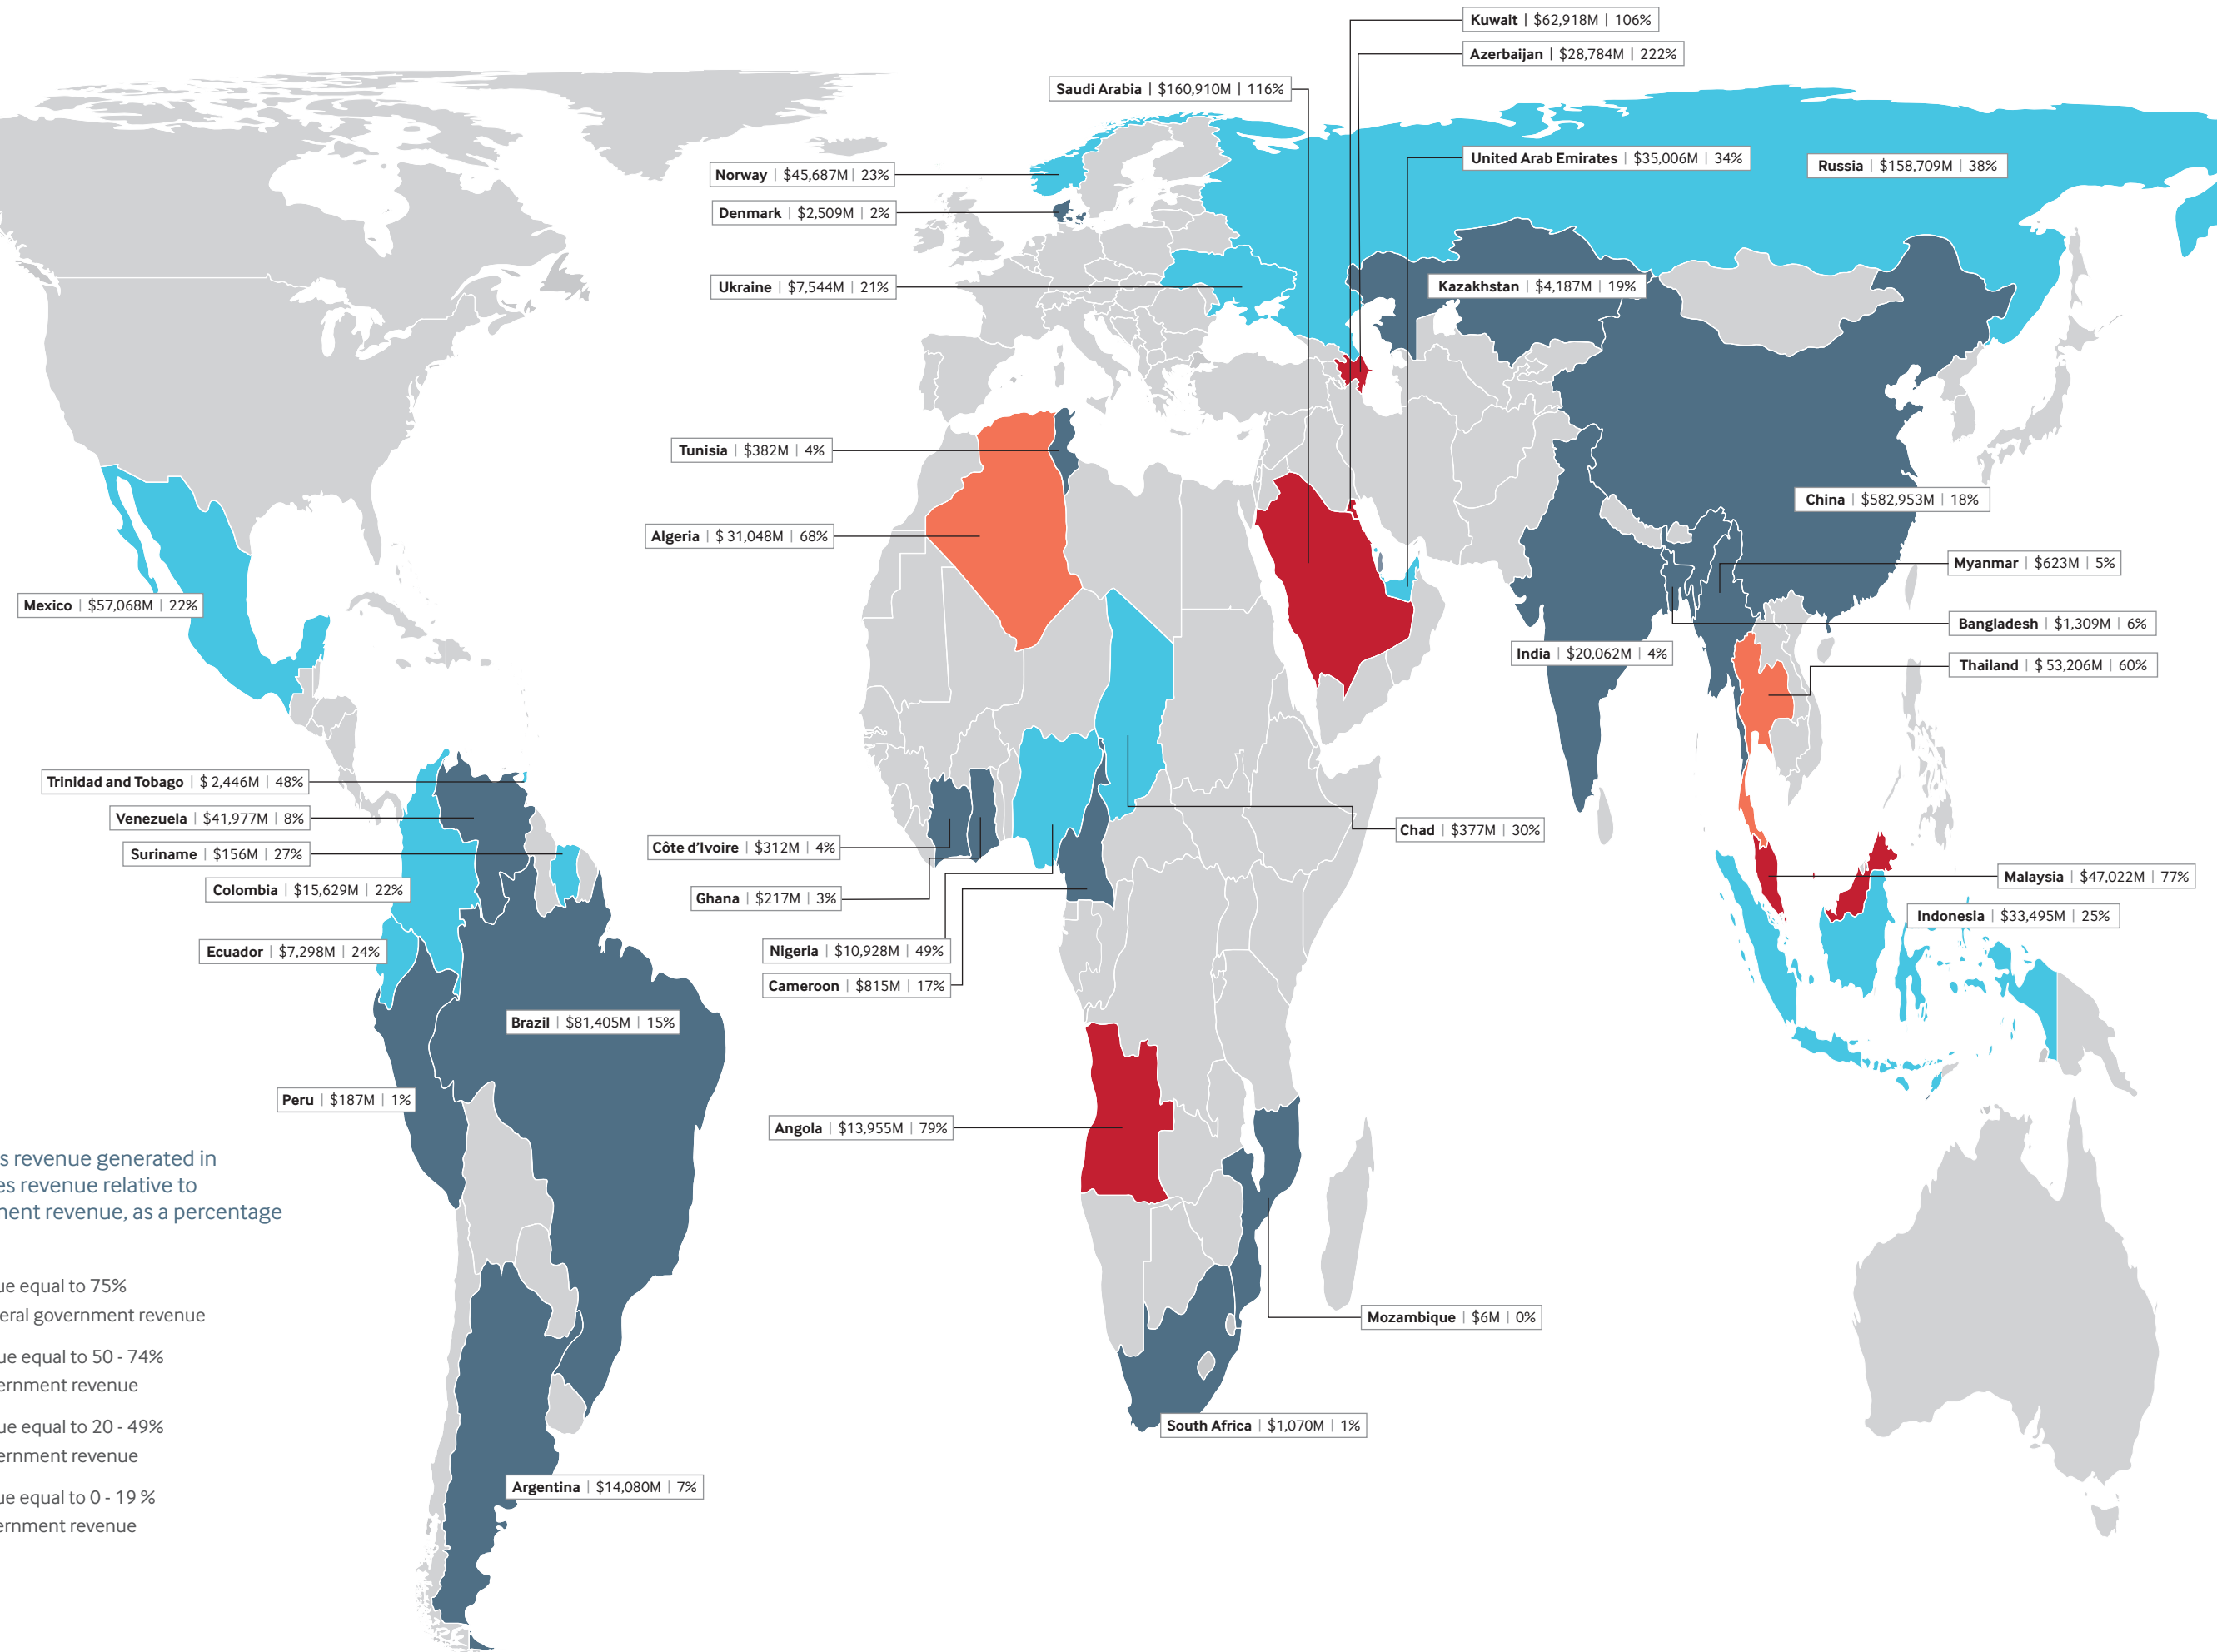 Kuwait | $62,918M | 106%
Azerbaijan | $28,784M | 222%
Saudi Arabia | $160,910M | 116%
United Arab Emirates | $35,006M | 34%
Russia | $158,709M | 38%
Norway | $45,687M | 23%
Denmark | $2,509M | 2%
Ukraine | $7,544M | 21%
Kazakhstan | $4,187M | 19%
Tunisia | $382M | 4%
China | $582,953M | 18%
Algeria | $ 31,048M | 68%
Myanmar | $623M | 5%
Mexico | $57,068M | 22%
Bangladesh | $1,309M | 6%
India | $20,062M | 4%
Thailand | $ 53,206M | 60%
Trinidad and Tobago | $ 2,446M | 48%
Venezuela | $41,977M | 8%
Suriname | $156M | 27%
Colombia | $15,629M | 22%
Ecuador | $7,298M | 24%
Côte d'Ivoire | $312M | 4%
Chad | $377M | 30%
Ghana | $217M | 3%
Malaysia | $47,022M | 77%
Indonesia | $33,495M | 25%
Nigeria | $10,928M | 49%
Cameroon | $815M | 17%
Brazil | $81,405M | 15%
Peru | $187M | 1%
Angola | $13,955M | 79%
Mozambique | $6M | 0%
South Africa | $1,070M | 1%
Argentina | $14,080M | 7%
s revenue generated in
es revenue relative to
ment revenue, as a percentage
ue equal to 75%
eral government revenue
ue equal to 50 - 74%
ernment revenue
ue equal to 20 - 49%
ernment revenue
ue equal to 0 - 19 %
ernment revenue